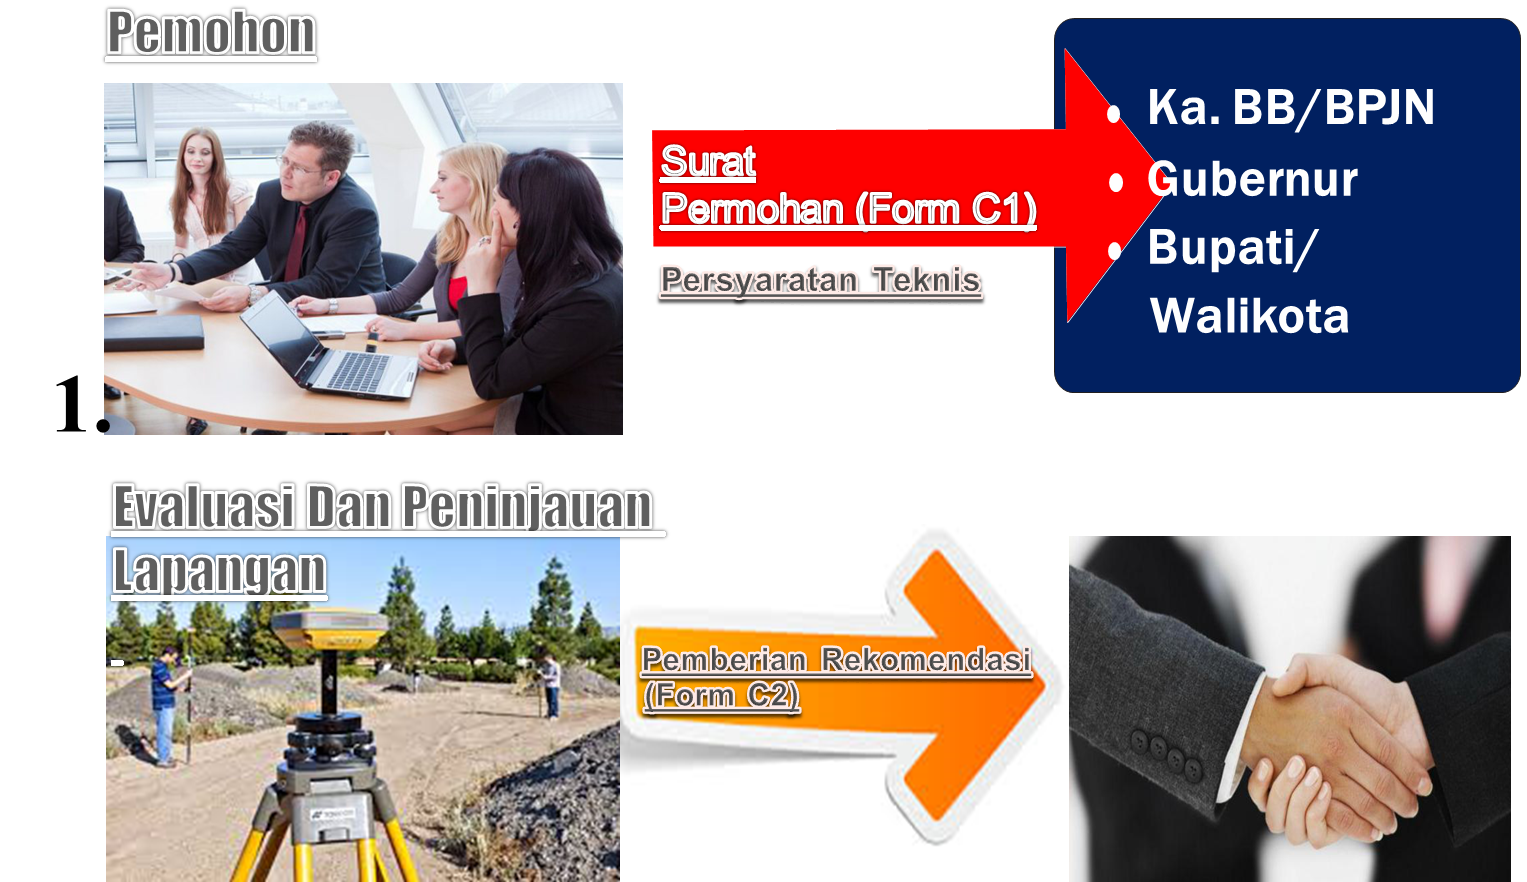 Pemohon
Surat
Permohan (Form C1)
Persyaratan Teknis
• Ka. BB/BPJN
• Gubernur
• Bupati/
Walikota
1.
Evaluasi Dan Peninjauan
Lapangan
-
Pemberian Rekomendasi
(Form C2)